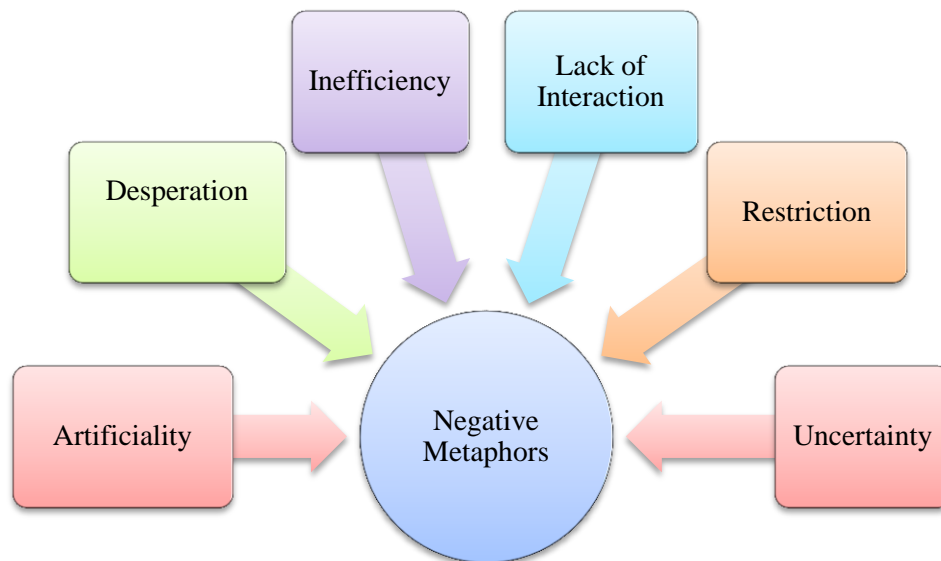 Inefficiency
Lack of
Interaction
Desperation
Restriction
Artificiality
Negative
Metaphors
Uncertainty